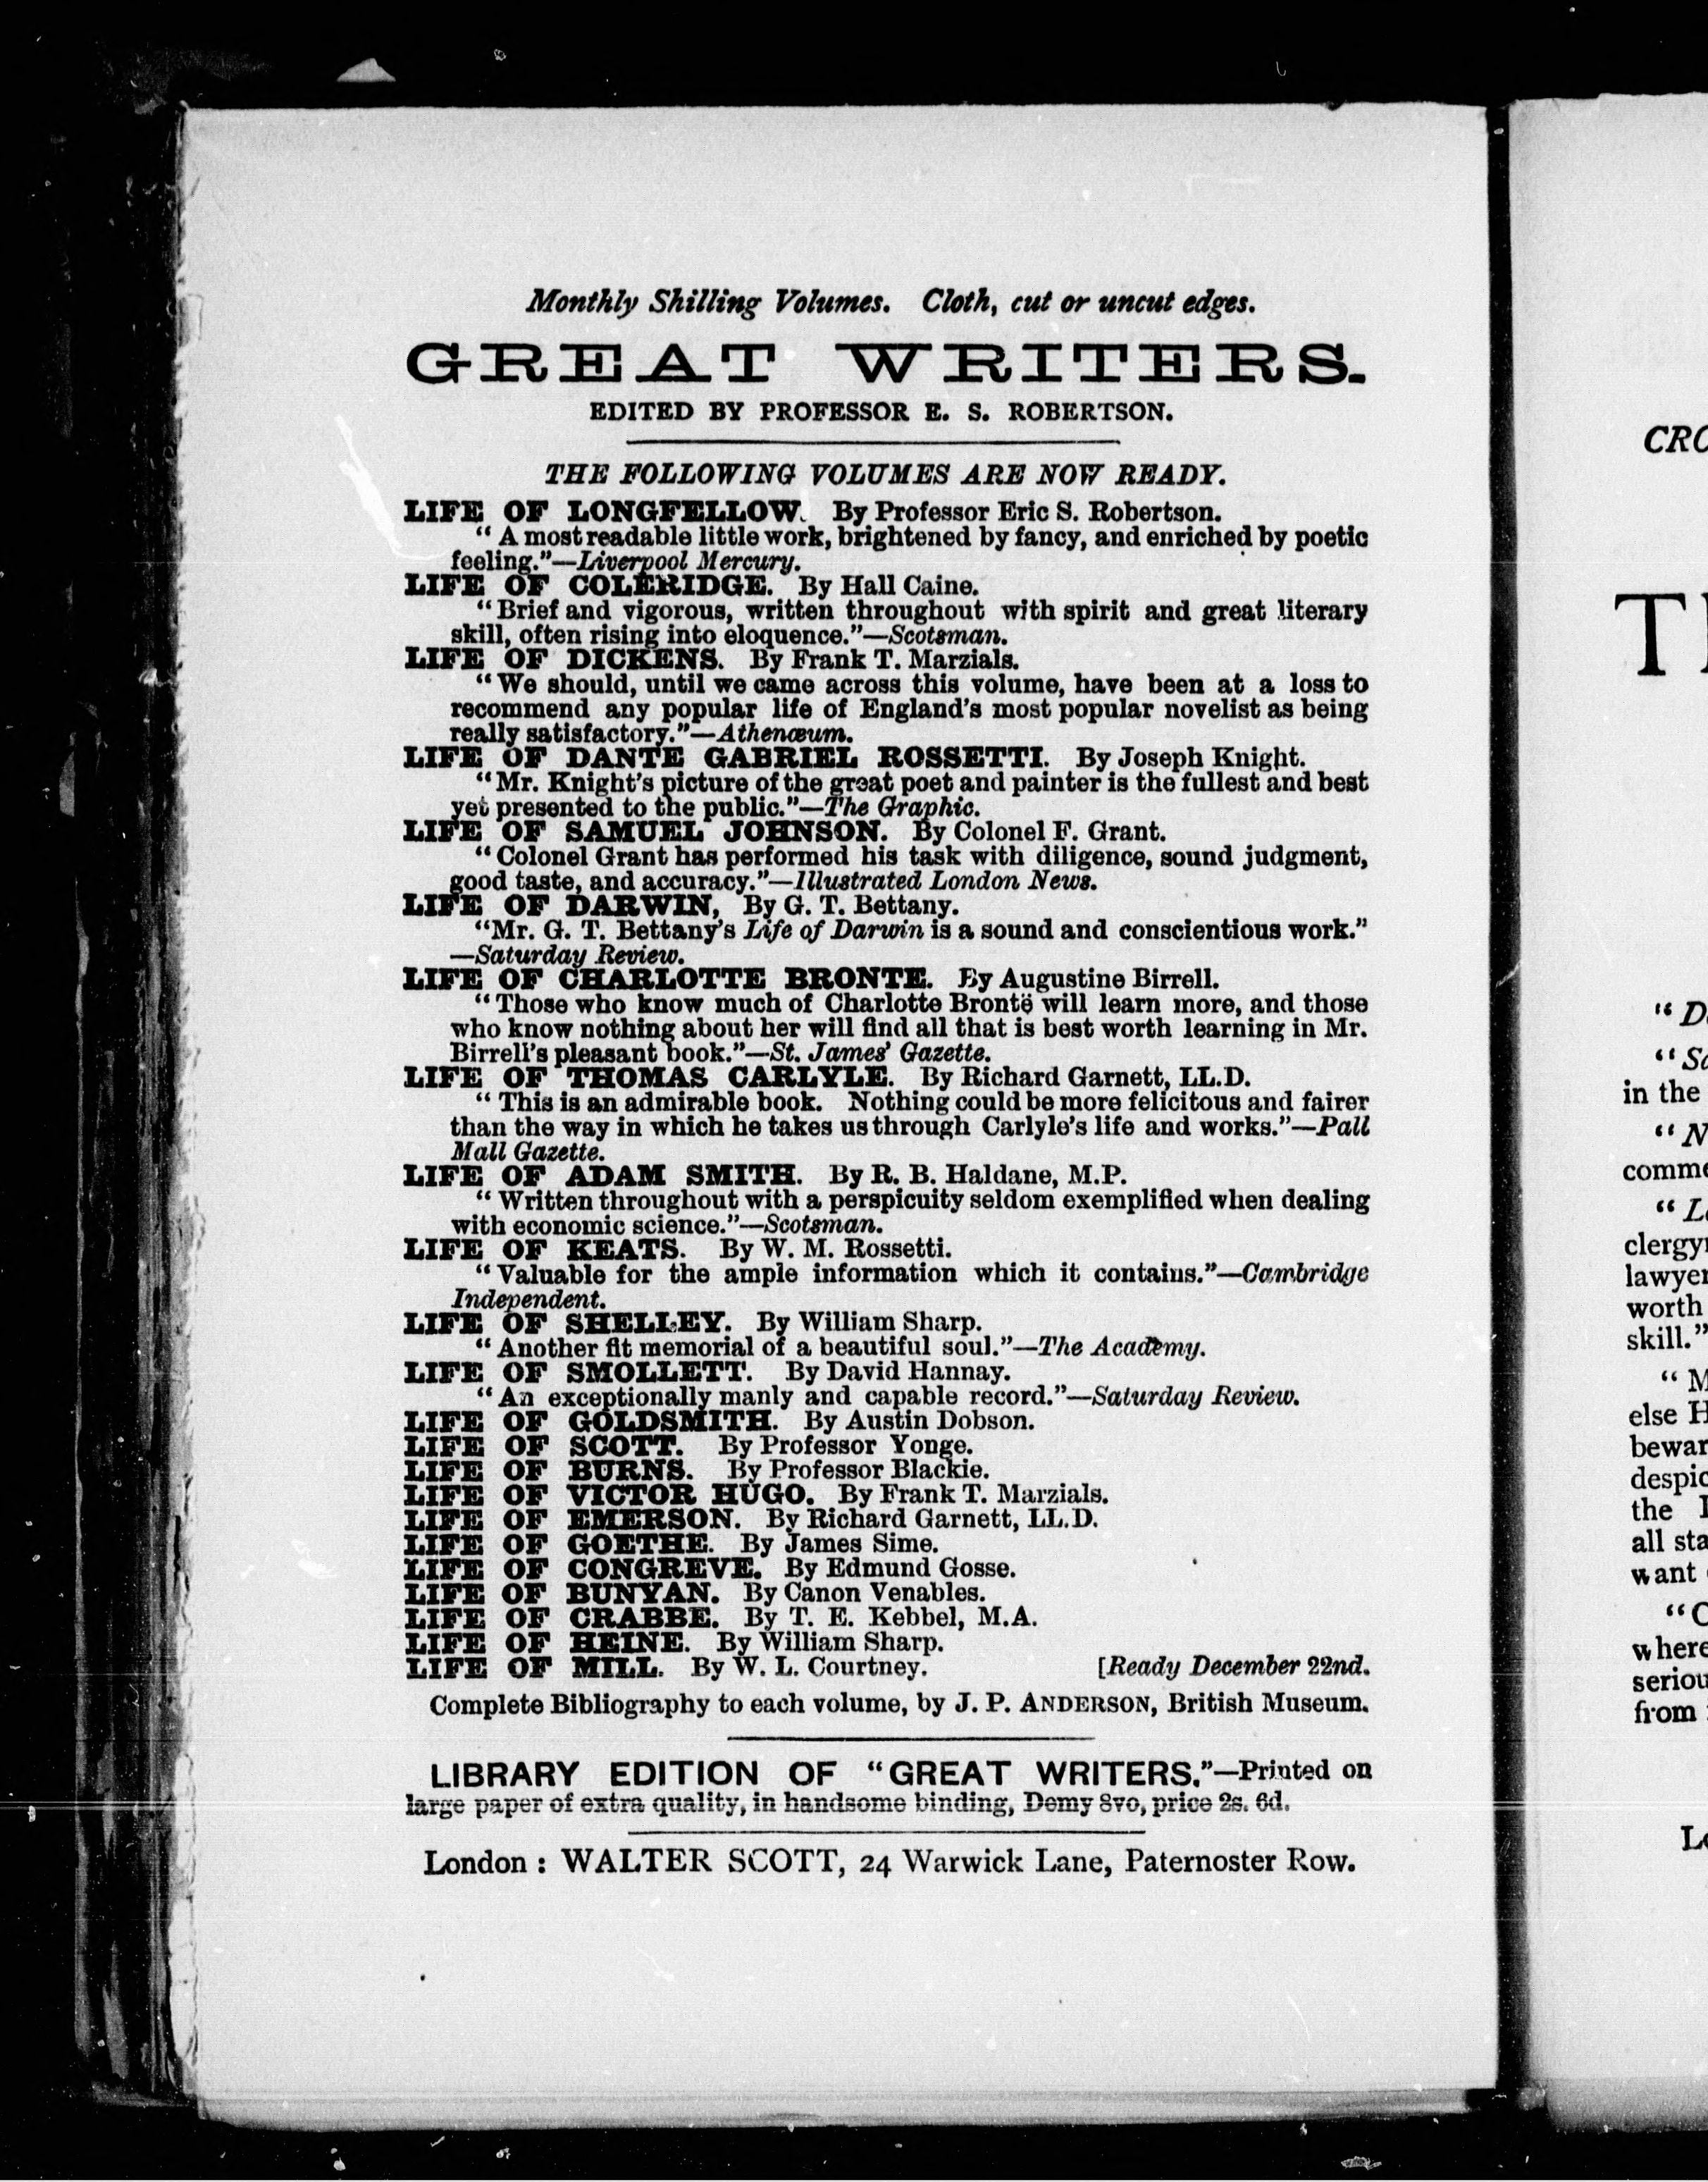 Monthly Shilling Volumes. Cloth, cut or uncut edges.
GREAT WRITERS.
EDITED BY PROFESSOR E. S. ROBERTSON.
THE FOLLOWING VOLUMES ARE NOW READY.
LIFE OF LONGFELLOW. By Professor Eric S. Robertson.
"A most readable little work, brightened by fancy, and enriched by poetic
feeling."—Liverpool Mercury.
LIFE OF COLERIDGE. By Hall Caine.
"Brief and vigorous, written throughout with spirit and great literary
skill, often rising into eloquence."—Scotsman.
LIFE OF DICKENS. By Frank T. Marzials.
"We should, until we came across this volume, have been at a loss to
recommend any popular life of England's most popular novelist as being
really satisfactory."—Athenæum.
LIFE OF DANTE GABRIEL ROSSETTI. By Joseph Knight.
"Mr. Knight's picture of the great poet and painter is the fullest and best
yet presented to the public."—The Graphic.
LIFE OF SAMUEL JOHNSON. By Colonel F. Grant.
"Colonel Grant has performed his task with diligence, sound judgment,
good taste, and accuracy."—Illustrated London News.
LIFE OF DARWIN, By G. T. Bettany.
"Mr. G. T. Bettany's Life of Darwin is a sound and conscientious work."
—Saturday Review.
LIFE OF CHARLOTTE BRONTE. By Augustine Birrell.
"Those who know much of Charlotte Brontë will learn more, and those
who know nothing about her will find all that is best worth learning in Mr.
Birrell's pleasant book."—St. James' Gazette.
LIFE OF THOMAS CARLYLE. By Richard Garnett, LL.D.
"This is an admirable book. Nothing could be more felicitous and fairer
than the way in which he takes us through Carlyle's life and works."—Pall
Mall Gazette.
LIFE OF ADAM SMITH. By R. B. Haldane, M.P.
"Written throughout with a perspicuity seldom exemplified when dealing
with economic science."—Scotsman.
LIFE OF KEATS. By W. M. Rossetti.
"Valuable for the ample information which it contains."—Cambridge
Independent.
LIFE OF SHELLEY. By William Sharp.
"Another fit memorial of a beautiful soul."—The Academy.
LIFE OF SMOLLETT. By David Hannay.
"An exceptionally manly and capable record."—Saturday Review.
LIFE OF GOLDSMITH. By Austin Dobson.
LIFE OF SCOTT. By Professor Yonge.
LIFE OF BURNS. By Professor Blackie.
LIFE OF VICTOR HUGO. By Frank T. Marzials.
LIFE OF EMERSON. By Richard Garnett, LL.D.
LIFE OF GOETHE. By James Sime.
LIFE OF CONGREVE. By Edmund Gosse.
LIFE OF BUNYAN. By Canon Venables.
LIFE OF CRABBE. By T. E. Kebbel, M.A.
LIFE OF HEINE. By William Sharp.
LIFE OF MILL. By W. L. Courtney. [Ready December 22nd.
Complete Bibliography to each volume, by J. P. ANDERSON, British Museum.
LIBRARY EDITION OF "GREAT WRITERS."—Printed on
large paper of extra quality, in handsome binding, Demy 8vo, price 2s. 6d.
London: WALTER SCOTT, 24 Warwick Lane, Paternoster Row.
in the
worth
skill."
else
the
all
want
from